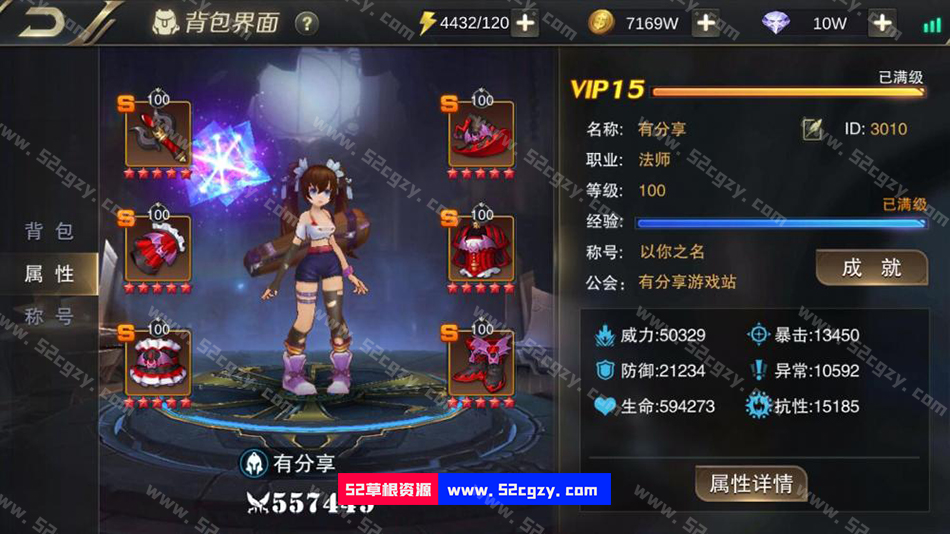 背包界面 ? 4432/120 + 7169W + 10W +
背包
属性
称号
S 100
S 100
S 100
S 100
S 100
S 100
有分享
52草根资源 www.52cgzy.com
VIP15 已满级
名称: 有分享 ID: 3010
职业: 法师
等级: 100
已满级
经验:
称号: 以你之名
公会: 有分享游戏站
成就
威力:50329 暴击:13450
防御:21234 异常:10592
生命:594273 抗性:15185
属性详情
www.52cgzy.com